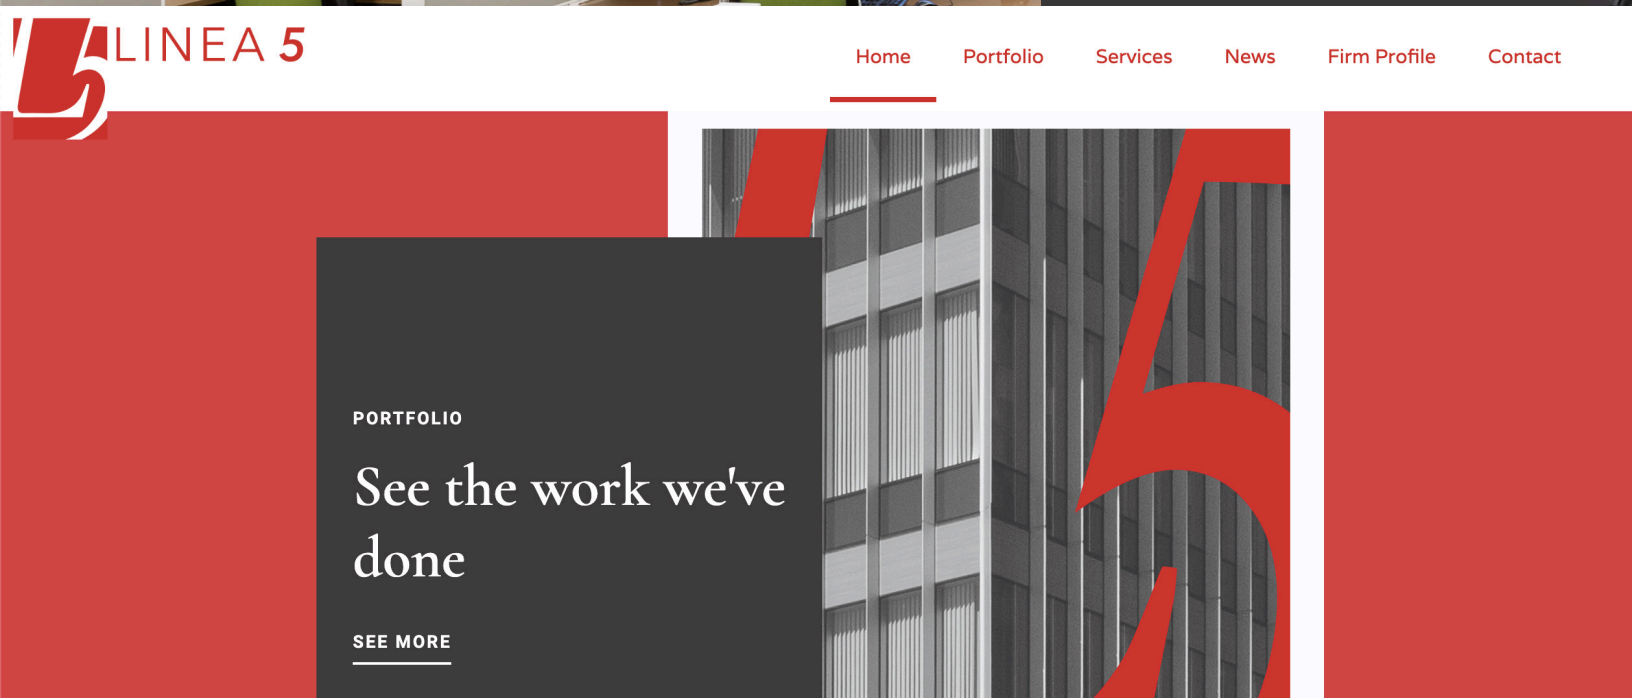 LINEA 5
Home Portfolio Services News Firm Profile Contact
PORTFOLIO
See the work we've
done
SEE MORE